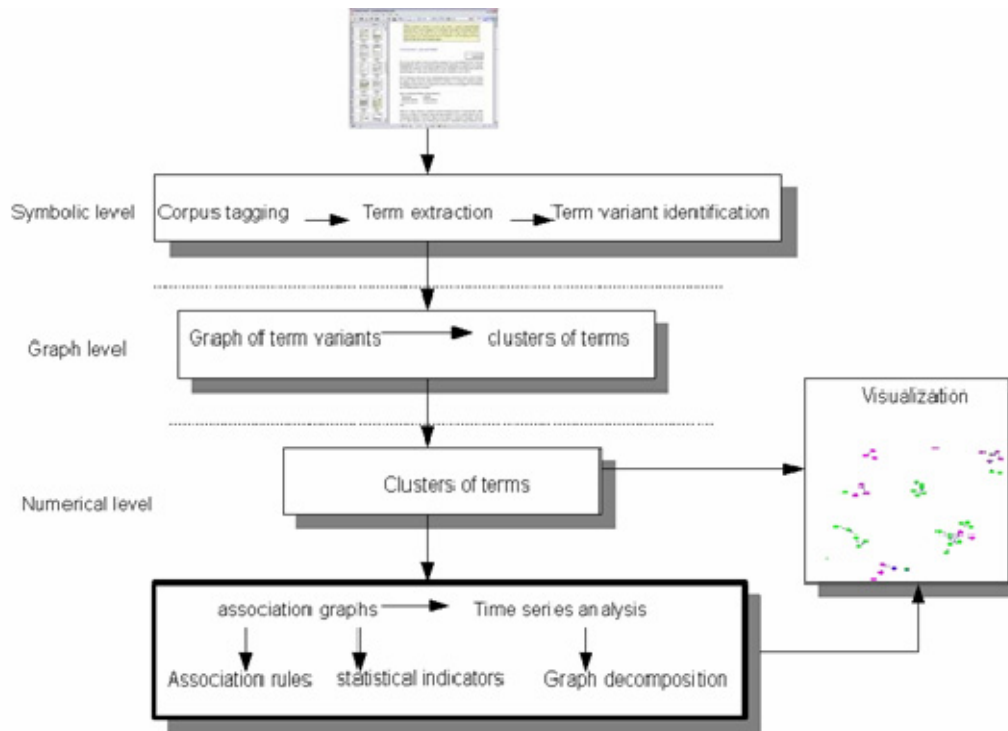 Symbolic level
Corpus tagging Term extraction Term variant identification
Graph level
Graph of term variants clusters of terms
Visualization
Numerical level
Clusters of terms
association graphs Time series analysis
Association rules statistical indicators Graph decomposition